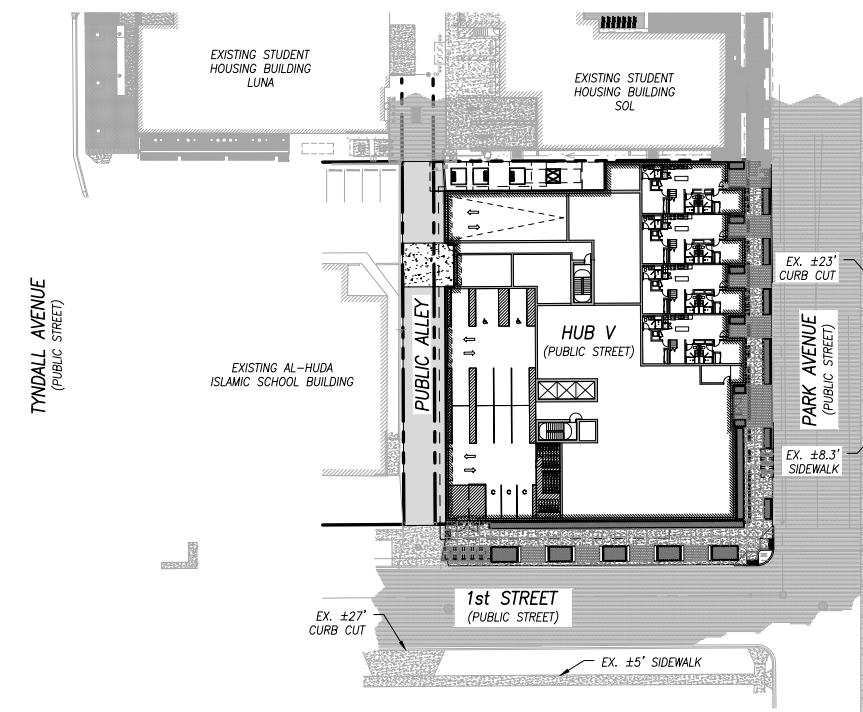 EXISTING STUDENT
HOUSING BUILDING
LUNA
EXISTING STUDENT
HOUSING BUILDING
SOL
EX. ±23'
CURB CUT
TYNDALL AVENUE
(PUBLIC STREET)
PUBLIC ALLEY
HUB V
(PUBLIC STREET)
PARK AVENUE
(PUBLIC STREET)
EXISTING AL-HUDA
ISLAMIC SCHOOL BUILDING
EX. ±8.3'
SIDEWALK
1st STREET
(PUBLIC STREET)
EX. ±27'
CURB CUT
EX. ±5' SIDEWALK